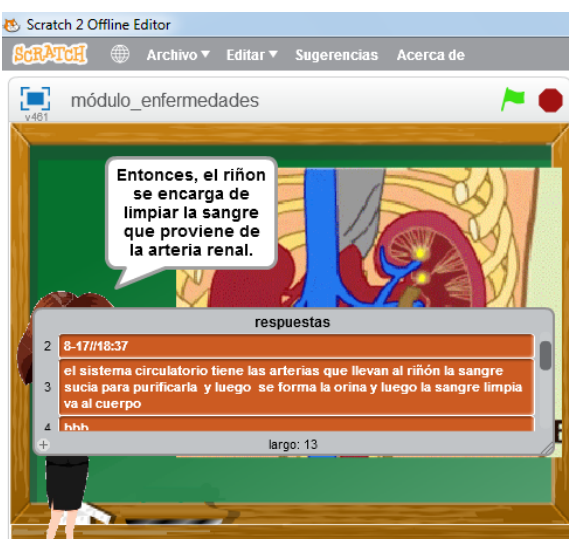 Scratch 2 Offline Editor
SCRATCH Archivo Editar Sugerencias Acerca de
módulo_enfermedades
v461
Entonces, el riñon
se encarga de
limpiar la sangre
que proviene de
la arteria renal.
respuestas
2 8-17//18:37
3 el sistema circulatorio tiene las arterias que llevan al riñón la sangre
sucia para purificarla y luego se forma la orina y luego la sangre limpia
va al cuerpo
4 bbb
largo: 13